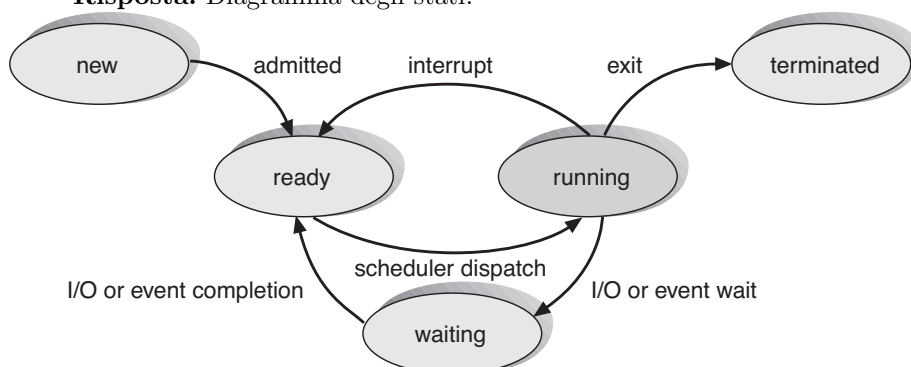 Risposta. Diagramma degli stati.
new
admitted
interrupt
exit
terminated
ready
running
scheduler dispatch
I/O or event completion
I/O or event wait
waiting